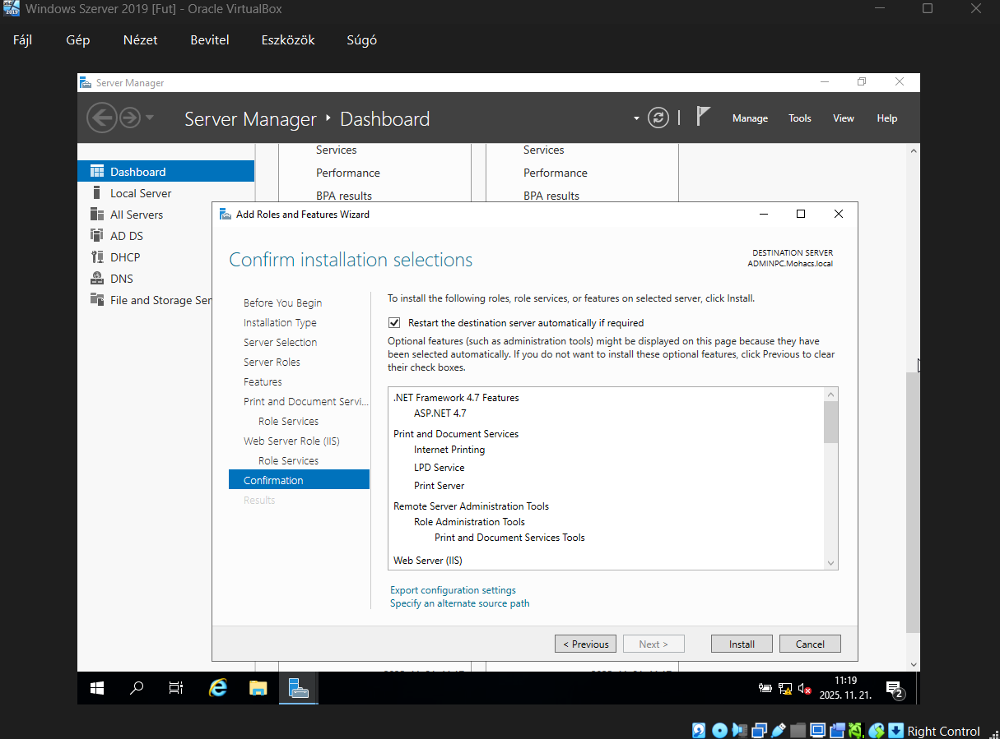 Windows Szerver 2019 [Fut] - Oracle VirtualBox
Fájl Gép Nézet Bevitel Eszközök Súgó
Server Manager
Server Manager Dashboard
Manage Tools View Help
Dashboard
Local Server
All Servers
AD DS
DHCP
DNS
File and Storage Ser
Services Services
Performance Performance
BPA results BPA results
Add Roles and Features Wizard
Confirm installation selections
DESTINATION SERVER
ADMINPC.Mohacs.local
Before You Begin
Installation Type
Server Selection
Server Roles
Features
Print and Document Servi...
Role Services
Web Server Role (IIS)
Role Services
Confirmation
Results
To install the following roles, role services, or features on selected server, click Install.
Restart the destination server automatically if required
Optional features (such as administration tools) might be displayed on this page because they have
been selected automatically. If you do not want to install these optional features, click Previous to clear
their check boxes.
.NET Framework 4.7 Features
ASP.NET 4.7
Print and Document Services
Internet Printing
LPD Service
Print Server
Remote Server Administration Tools
Role Administration Tools
Print and Document Services Tools
Web Server (IIS)
Export configuration settings
Specify an alternate source path
< Previous Next > Install Cancel
11:19
2025. 11. 21.
2
Right Control